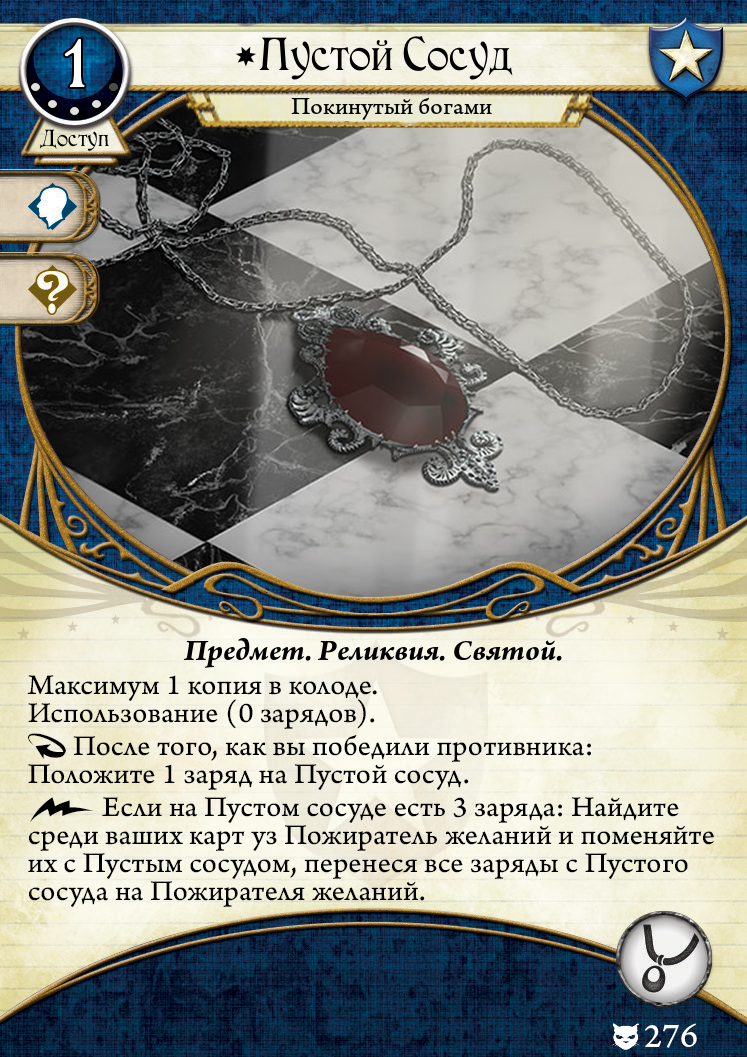 1
Пустой Сосуд
Покинутый богами
Доступ
?
Предмет. Реликвия. Святой.
Максимум 1 копия в колоде.
Использование (0 зарядов).
После того, как вы победили противника:
Положите 1 заряд на Пустой сосуд.
Если на Пустом сосуде есть 3 заряда: Найдите
среди ваших карт уз Пожиратель желаний и поменяйте
их с Пустым сосудом, перенеся все заряды с Пустого
сосуда на Пожирателя желаний.
276